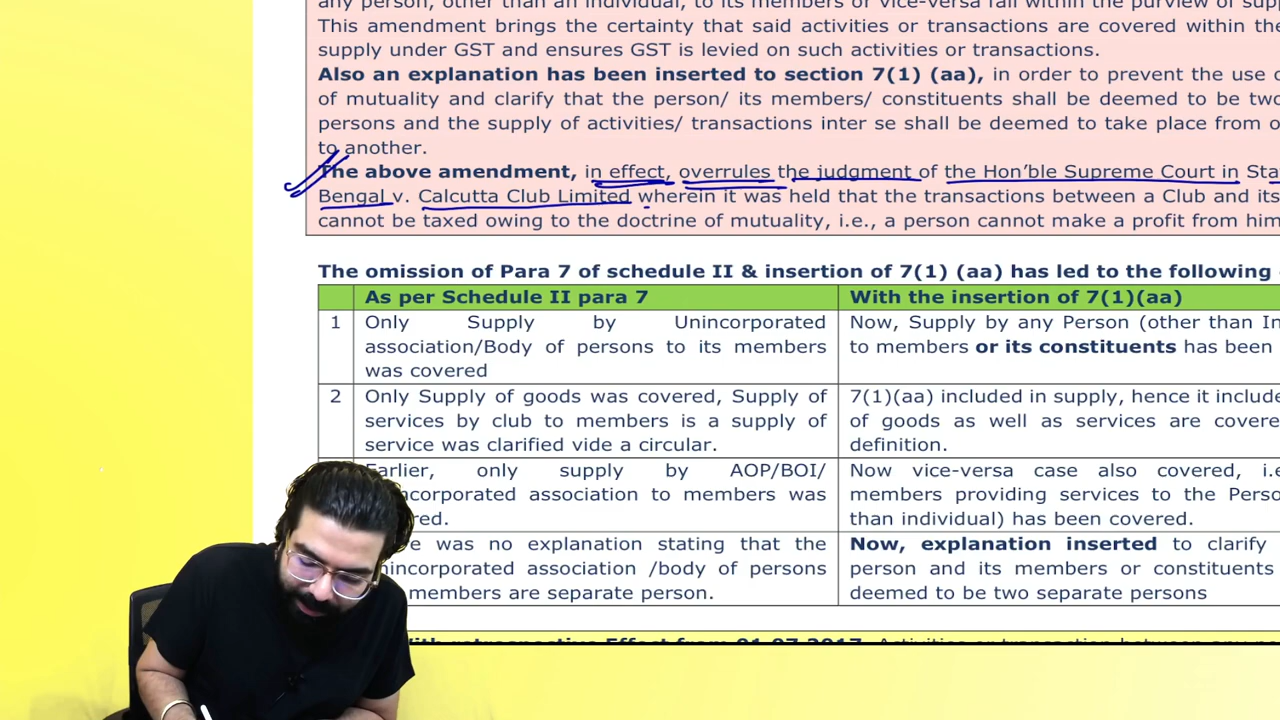 any person, other than an individual, to its members or vice-versa fall within the purview of
This amendment brings the certainty that said activities or transactions are covered within the
supply under GST and ensures GST is levied on such activities or transactions.
Also an explanation has been inserted to section 7(1) (aa), in order to prevent the use
of mutuality and clarify that the person/ its members/ constituents shall be deemed to be
persons and the supply of activities/ transactions inter se shall be deemed to take place from
to another.
The above amendment, in effect, overrules the judgment of the Hon'ble Supreme Court in
Bengal v. Calcutta Club Limited wherein it was held that the transactions between a Club and its
cannot be taxed owing to the doctrine of mutuality, i.e., a person cannot make a profit from
The omission of Para 7 of schedule II & insertion of 7(1) (aa) has led to the following
As per Schedule II para 7
With the insertion of 7(1)(aa)
1
Only Supply by Unincorporated
association/Body of persons to its members
was covered
Now, Supply by any Person (other than
to members or its constituents has been
2
Only Supply of goods was covered, Supply of
services by club to members is a supply of
service was clarified vide a circular.
7(1)(aa) included in supply, hence it
of goods as well as services are
definition.
Earlier, only supply by AOP/BOI/
ncorporated association to members was
red.
Now vice-versa case also covered,
members providing services to the
than individual) has been covered.
e was no explanation stating that the
nincorporated association /body of persons
members are separate person.
Now, explanation inserted to clarify
person and its members or constituents
deemed to be two separate persons
With retrospective Effect from 01.07.2017,